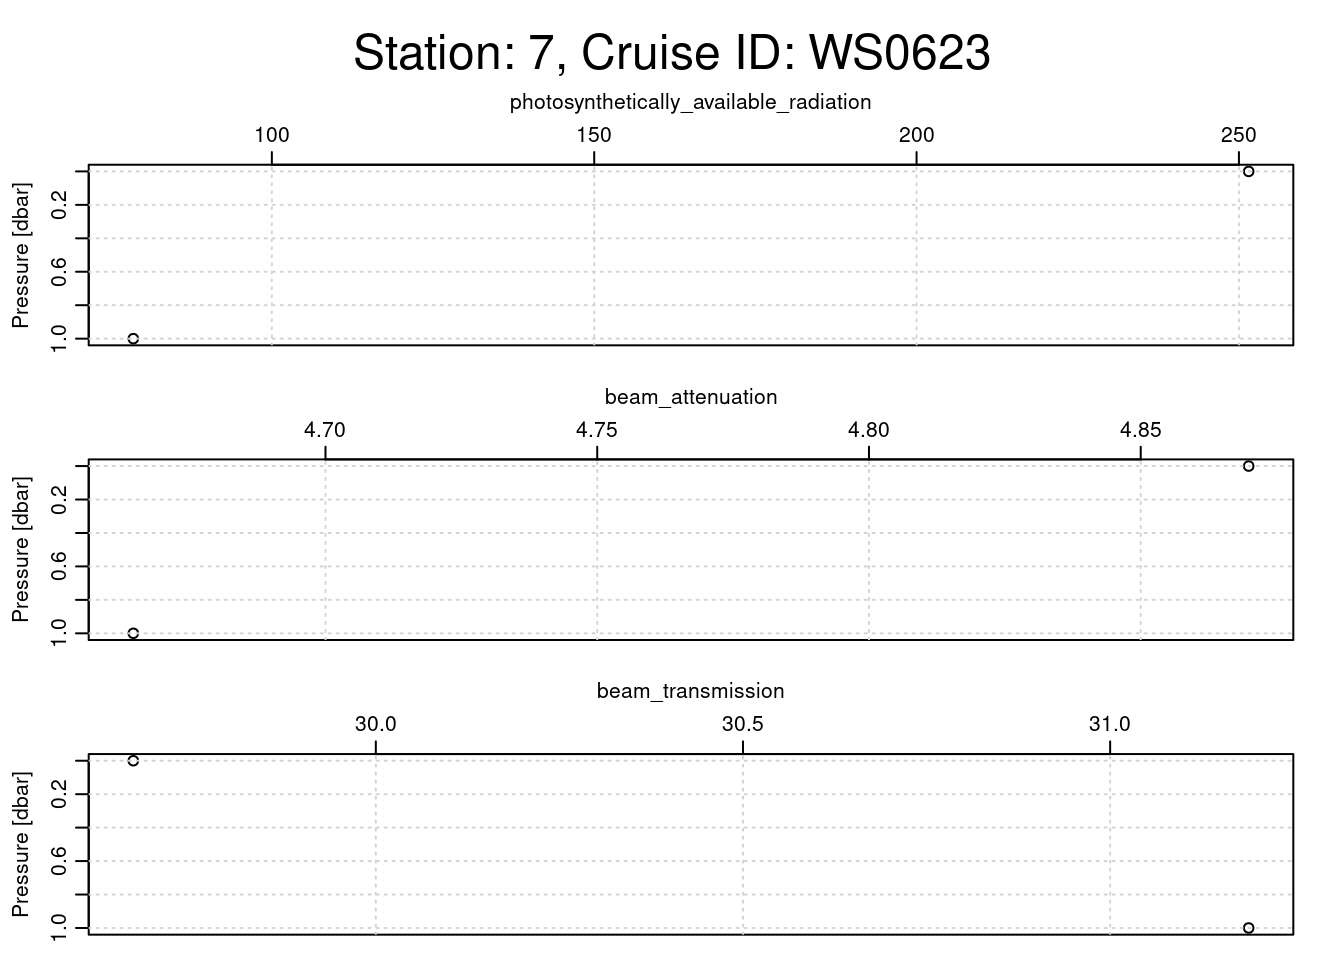 Station: 7, Cruise ID: WS0623
photosynthetically_available_radiation
100 150 200 250
Pressure [dbar]
0.2
0.6
1.0
beam_attenuation
4.70 4.75 4.80 4.85
Pressure [dbar]
0.2
0.6
1.0
beam_transmission
30.0 30.5 31.0
Pressure [dbar]
0.2
0.6
1.0